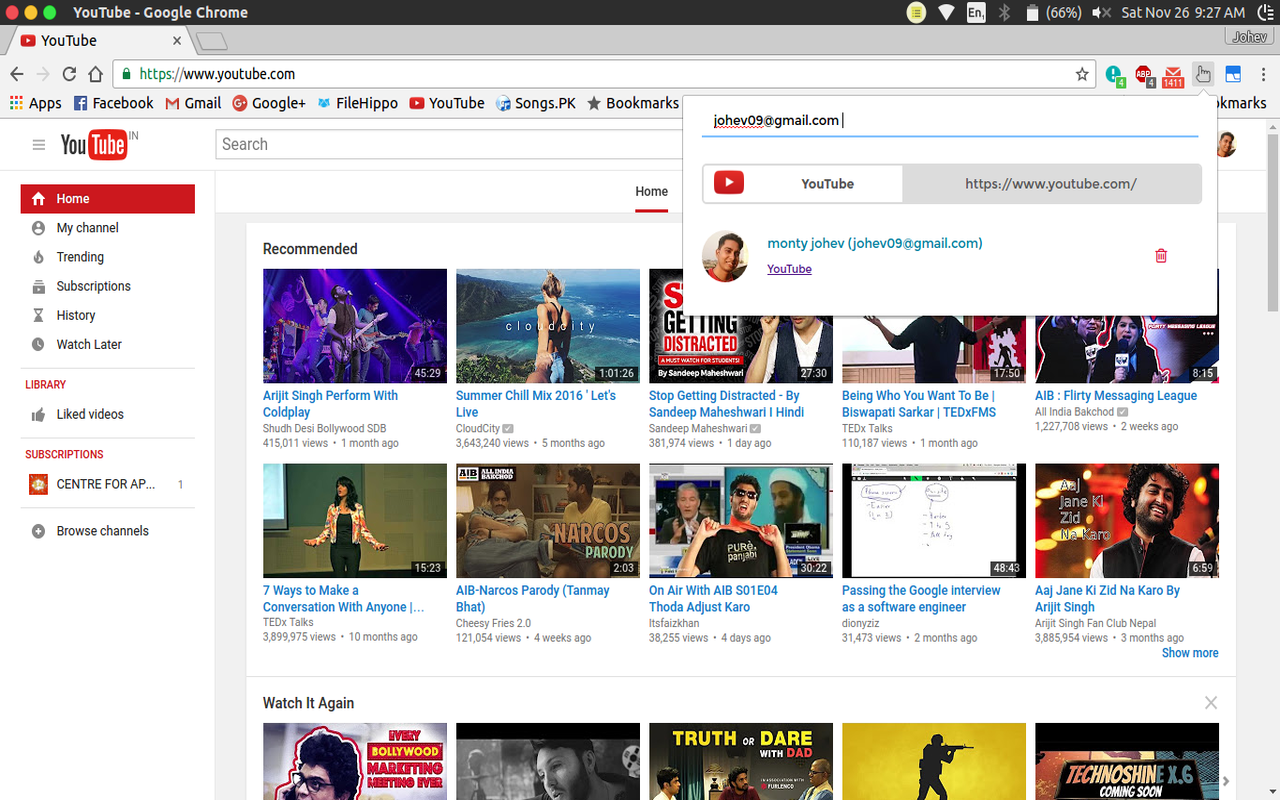 YouTube - Google Chrome
En1
(66%)
Sat Nov 26 9:27 AM
YouTube
Johev
https://www.youtube.com
4
ABP
4
1411
Apps
Facebook
Gmail
Google+
FileHippo
YouTube
Songs.PK
Bookmarks
okmarks
johev09@gmail.com
YouTube
https://www.youtube.com/
monty johev (johev09@gmail.com)
YouTube
YouTube IN
Search
Home
My channel
Trending
Subscriptions
History
Watch Later
LIBRARY
Liked videos
SUBSCRIPTIONS
CENTRE FOR AP... 1
Browse channels
Home
Recommended
45:29
Arijit Singh Perform With
Coldplay
Shudh Desi Bollywood SDB
415,011 views • 1 month ago
cloudcity
1:01:26
Summer Chill Mix 2016 ' Let's
Live
CloudCity
3,643,240 views • 5 months ago
GETTING
DISTRACTED
A MUST WATCH FOR STUDENTS!
By Sandeep Maheshwari
27:30
Stop Getting Distracted - By
Sandeep Maheshwari I Hindi
Sandeep Maheshwari
381,974 views • 1 day ago
17:50
Being Who You Want To Be |
Biswapati Sarkar | TEDxFMS
TEDx Talks
110,187 views • 1 month ago
FLIRTY MESSAGING LEAGUE
8:15
AIB : Flirty Messaging League
All India Bakchod
1,227,708 views • 2 weeks ago
15:23
7 Ways to Make a
Conversation With Anyone |...
TEDx Talks
3,899,975 views • 10 months ago
AIB ALL INDIA
BAKCHOD
NARCOS
PARODY
2:03
AIB-Narcos Parody (Tanmay
Bhat)
Cheesy Fries 2.0
121,054 views • 4 weeks ago
PURE
panjabi
30:22
On Air With AIB S01E04
Thoda Adjust Karo
Itsfaizkhan
38,255 views • 4 days ago
48:43
Passing the Google interview
as a software engineer
dionyziz
31,473 views • 2 months ago
Aaj
Jane Ki
Zid
Na Karo
6:59
Aaj Jane Ki Zid Na Karo By
Arijit Singh
Arijit Singh Fan Club Nepal
3,885,954 views • 3 months ago
Show more
Watch It Again
EVERY
BOLLYWOOD
MARKETING
MEETING EVER
TRUTH OR DARE
WITH DAD
IN ASSOCIATION WITH
FURLENCO
TECHNOSHINE X.6
COMING SOON